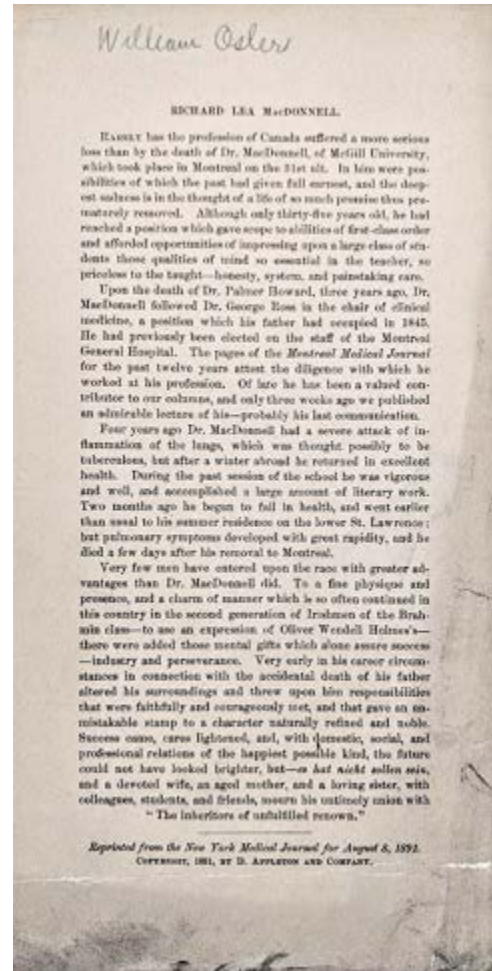 William Osler
RICHARD LEA MacDONNELL.
RARELY has the profession of Canada suffered a more serious
loss than by the death of Dr. MacDonnell, of McGill University,
which took place in Montreal on the 31st ult. In him were pos-
sibilities of which the past had given full earnest, and the deep-
est sadness is in the thought of a life of so much promise thus pre-
maturely removed. Although only thirty-five years old, he had
reached a position which gave scope to abilities of first-class order
and afforded opportunities of impressing upon a large class of stu-
dents those qualities of mind so essential in the teacher, so
priceless to the taught—honesty, system, and painstaking care.
Upon the death of Dr. Palmer Howard, three years ago, Dr.
MacDonnell followed Dr. George Ross in the chair of clinical
medicine, a position which his father had occupied in 1845.
He had previously been elected on the staff of the Montreal
General Hospital. The pages of the Montreal Medical Journal
for the past twelve years attest the diligence with which he
worked at his profession. Of late he has been a valued con-
tributor to our columns, and only three weeks ago we published
an admirable lecture of his—probably his last communication.
Four years ago Dr. MacDonnell had a severe attack of in-
flammation of the lungs, which was thought possibly to be
tuberculous, but after a winter abroad he returned in excellent
health. During the past session of the school he was vigorous
and well, and accomplished a large amount of literary work.
Two months ago he began to fail in health, and went earlier
than usual to his summer residence on the lower St. Lawrence;
but pulmonary symptoms developed with great rapidity, and he
died a few days after his removal to Montreal.
Very few men have entered upon the race with greater ad-
vantages than Dr. MacDonnell did. To a fine physique and
presence, and a charm of manner which is so often continued in
this country in the second generation of Irishmen of the Brah-
min class—to use an expression of Oliver Wendell Holmes's—
there were added those mental gifts which alone assure success
—industry and perseverance. Very early in his career circum-
stances in connection with the accidental death of his father
altered his surroundings and threw upon him responsibilities
that were faithfully and courageously met, and that gave an un-
mistakable stamp to a character naturally refined and noble.
Success came, cares lightened, and, with domestic, social, and
professional relations of the happiest possible kind, the future
could not have looked brighter, but—es hat nicht sollen sein,
and a devoted wife, an aged mother, and a loving sister, with
colleagues, students, and friends, mourn his untimely union with
"The inheritors of unfulfilled renown."
Reprinted from the New York Medical Journal for August 8, 1891.
COPYRIGHT, 1891, BY D. APPLETON AND COMPANY.